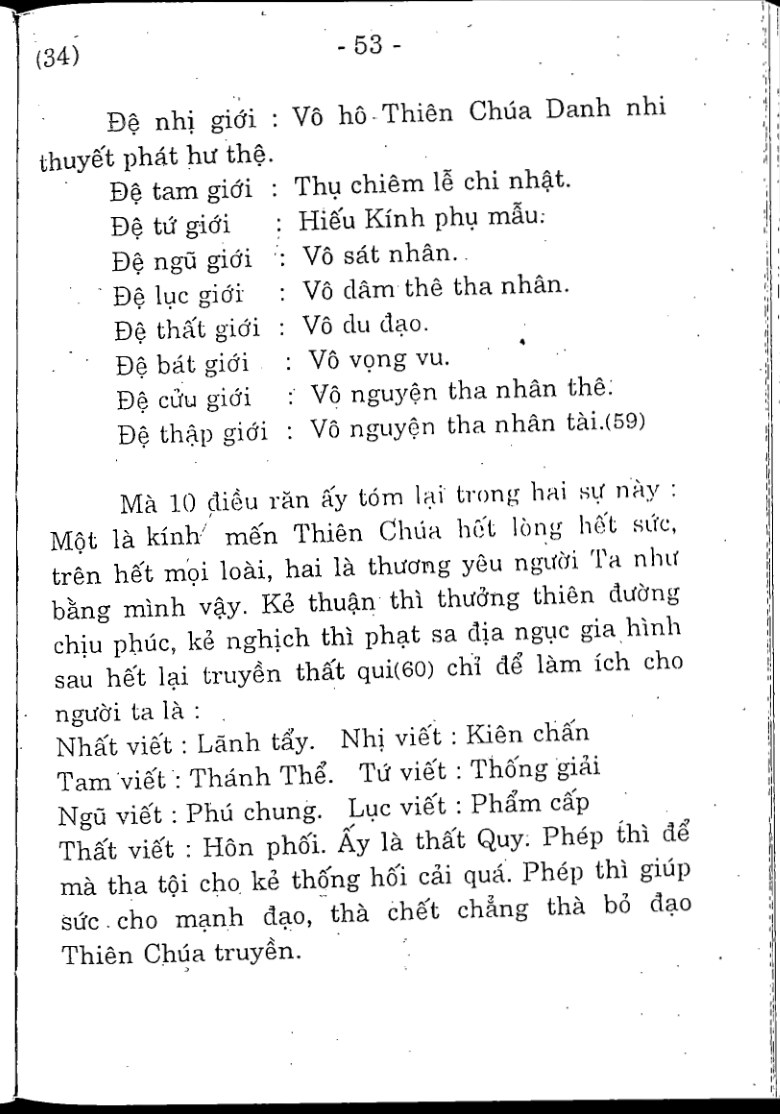 (34)
- 53 -
Đệ nhị giới : Vô hô Thiên Chúa Danh nhi
thuyết phát hư thệ.
Đệ tam giới : Thụ chiêm lễ chi nhật.
Đệ tứ giới : Hiếu Kính phụ mẫu.
Đệ ngũ giới : Vô sát nhân.
Đệ lục giới : Vô dâm thê tha nhân.
Đệ thất giới : Vô du đạo.
Đệ bát giới : Vô vọng vu.
Đệ cửu giới : Vô nguyện tha nhân thê.
Đệ thập giới : Vô nguyện tha nhân tài.(59)
Mà 10 điều răn ấy tóm lại trong hai sự này :
Một là kính mến Thiên Chúa hết lòng hết sức,
trên hết mọi loài, hai là thương yêu người Ta như
bằng mình vậy. Kẻ thuận thì thưởng thiên đường
chịu phúc, kẻ nghịch thì phạt sa địa ngục gia hình
sau hết lại truyền thất qui(60) chỉ để làm ích cho
người ta là :
Nhất viết : Lãnh tẩy. Nhị viết : Kiên chấn
Tam viết : Thánh Thể. Tứ viết : Thống giải
Ngũ viết : Phú chung. Lục viết : Phẩm cấp
Thất viết : Hôn phối. Ấy là thất Quy. Phép thì để
mà tha tội cho kẻ thống hối cải quá. Phép thì giúp
sức cho mạnh đạo, thà chết chẳng thà bỏ đạo
Thiên Chúa truyền.